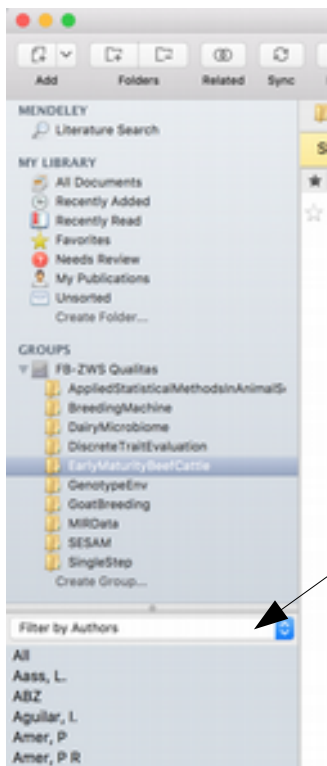 Add Folders Related Sync
MENDELEY
Literature Search
MY LIBRARY
All Documents
Recently Added
Recently Read
Favorites
Needs Review
My Publications
Unsorted
Create Folder...
GROUPS
FB-ZWS Qualitas
AppliedStatisticalMethodsInAnimalS
BreedingMachine
DairyMicrobiome
DiscreteTraitEvaluation
EarlyMaturityBeefCattle
GenotypeEnv
GoatBreeding
MIRData
SESAM
SingleStep
Create Group...
Filter by Authors
All
Aass, L.
ABZ
Aguilar, I.
Amer, P
Amer, P R